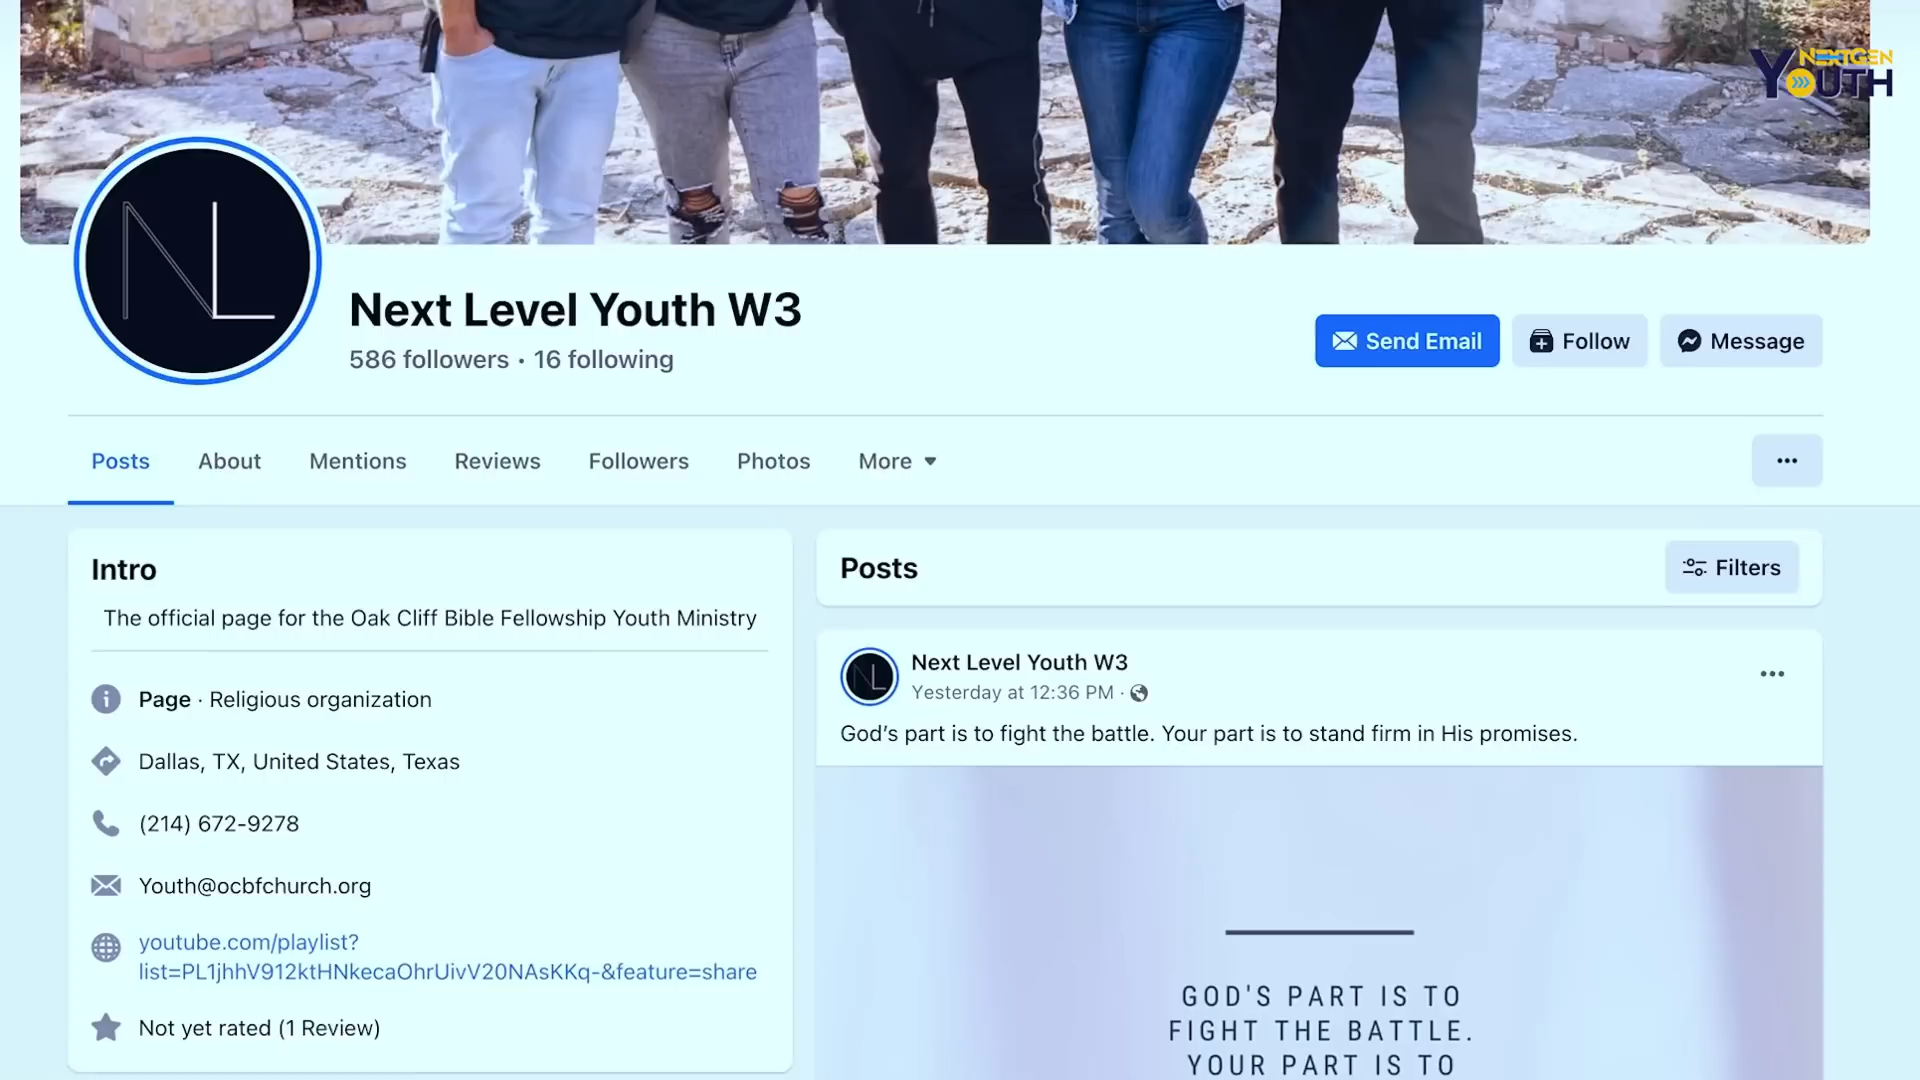 NEXTGEN
YOUTH
NL
Next Level Youth W3
586 followers · 16 following
Send Email
Follow
Message
Posts
About
Mentions
Reviews
Followers
Photos
More
Intro
The official page for the Oak Cliff Bible Fellowship Youth Ministry
Page · Religious organization
Dallas, TX, United States, Texas
(214) 672-9278
Youth@ocbfchurch.org
youtube.com/playlist?
list=PL1jhhV912ktHNkecaOhrUivV20NAsKKq-&feature=share
Not yet rated (1 Review)
Posts
Filters
NL
Next Level Youth W3
Yesterday at 12:36 PM ·
God’s part is to fight the battle. Your part is to stand firm in His promises.
GOD'S PART IS TO
FIGHT THE BATTLE.
YOUR PART IS TO